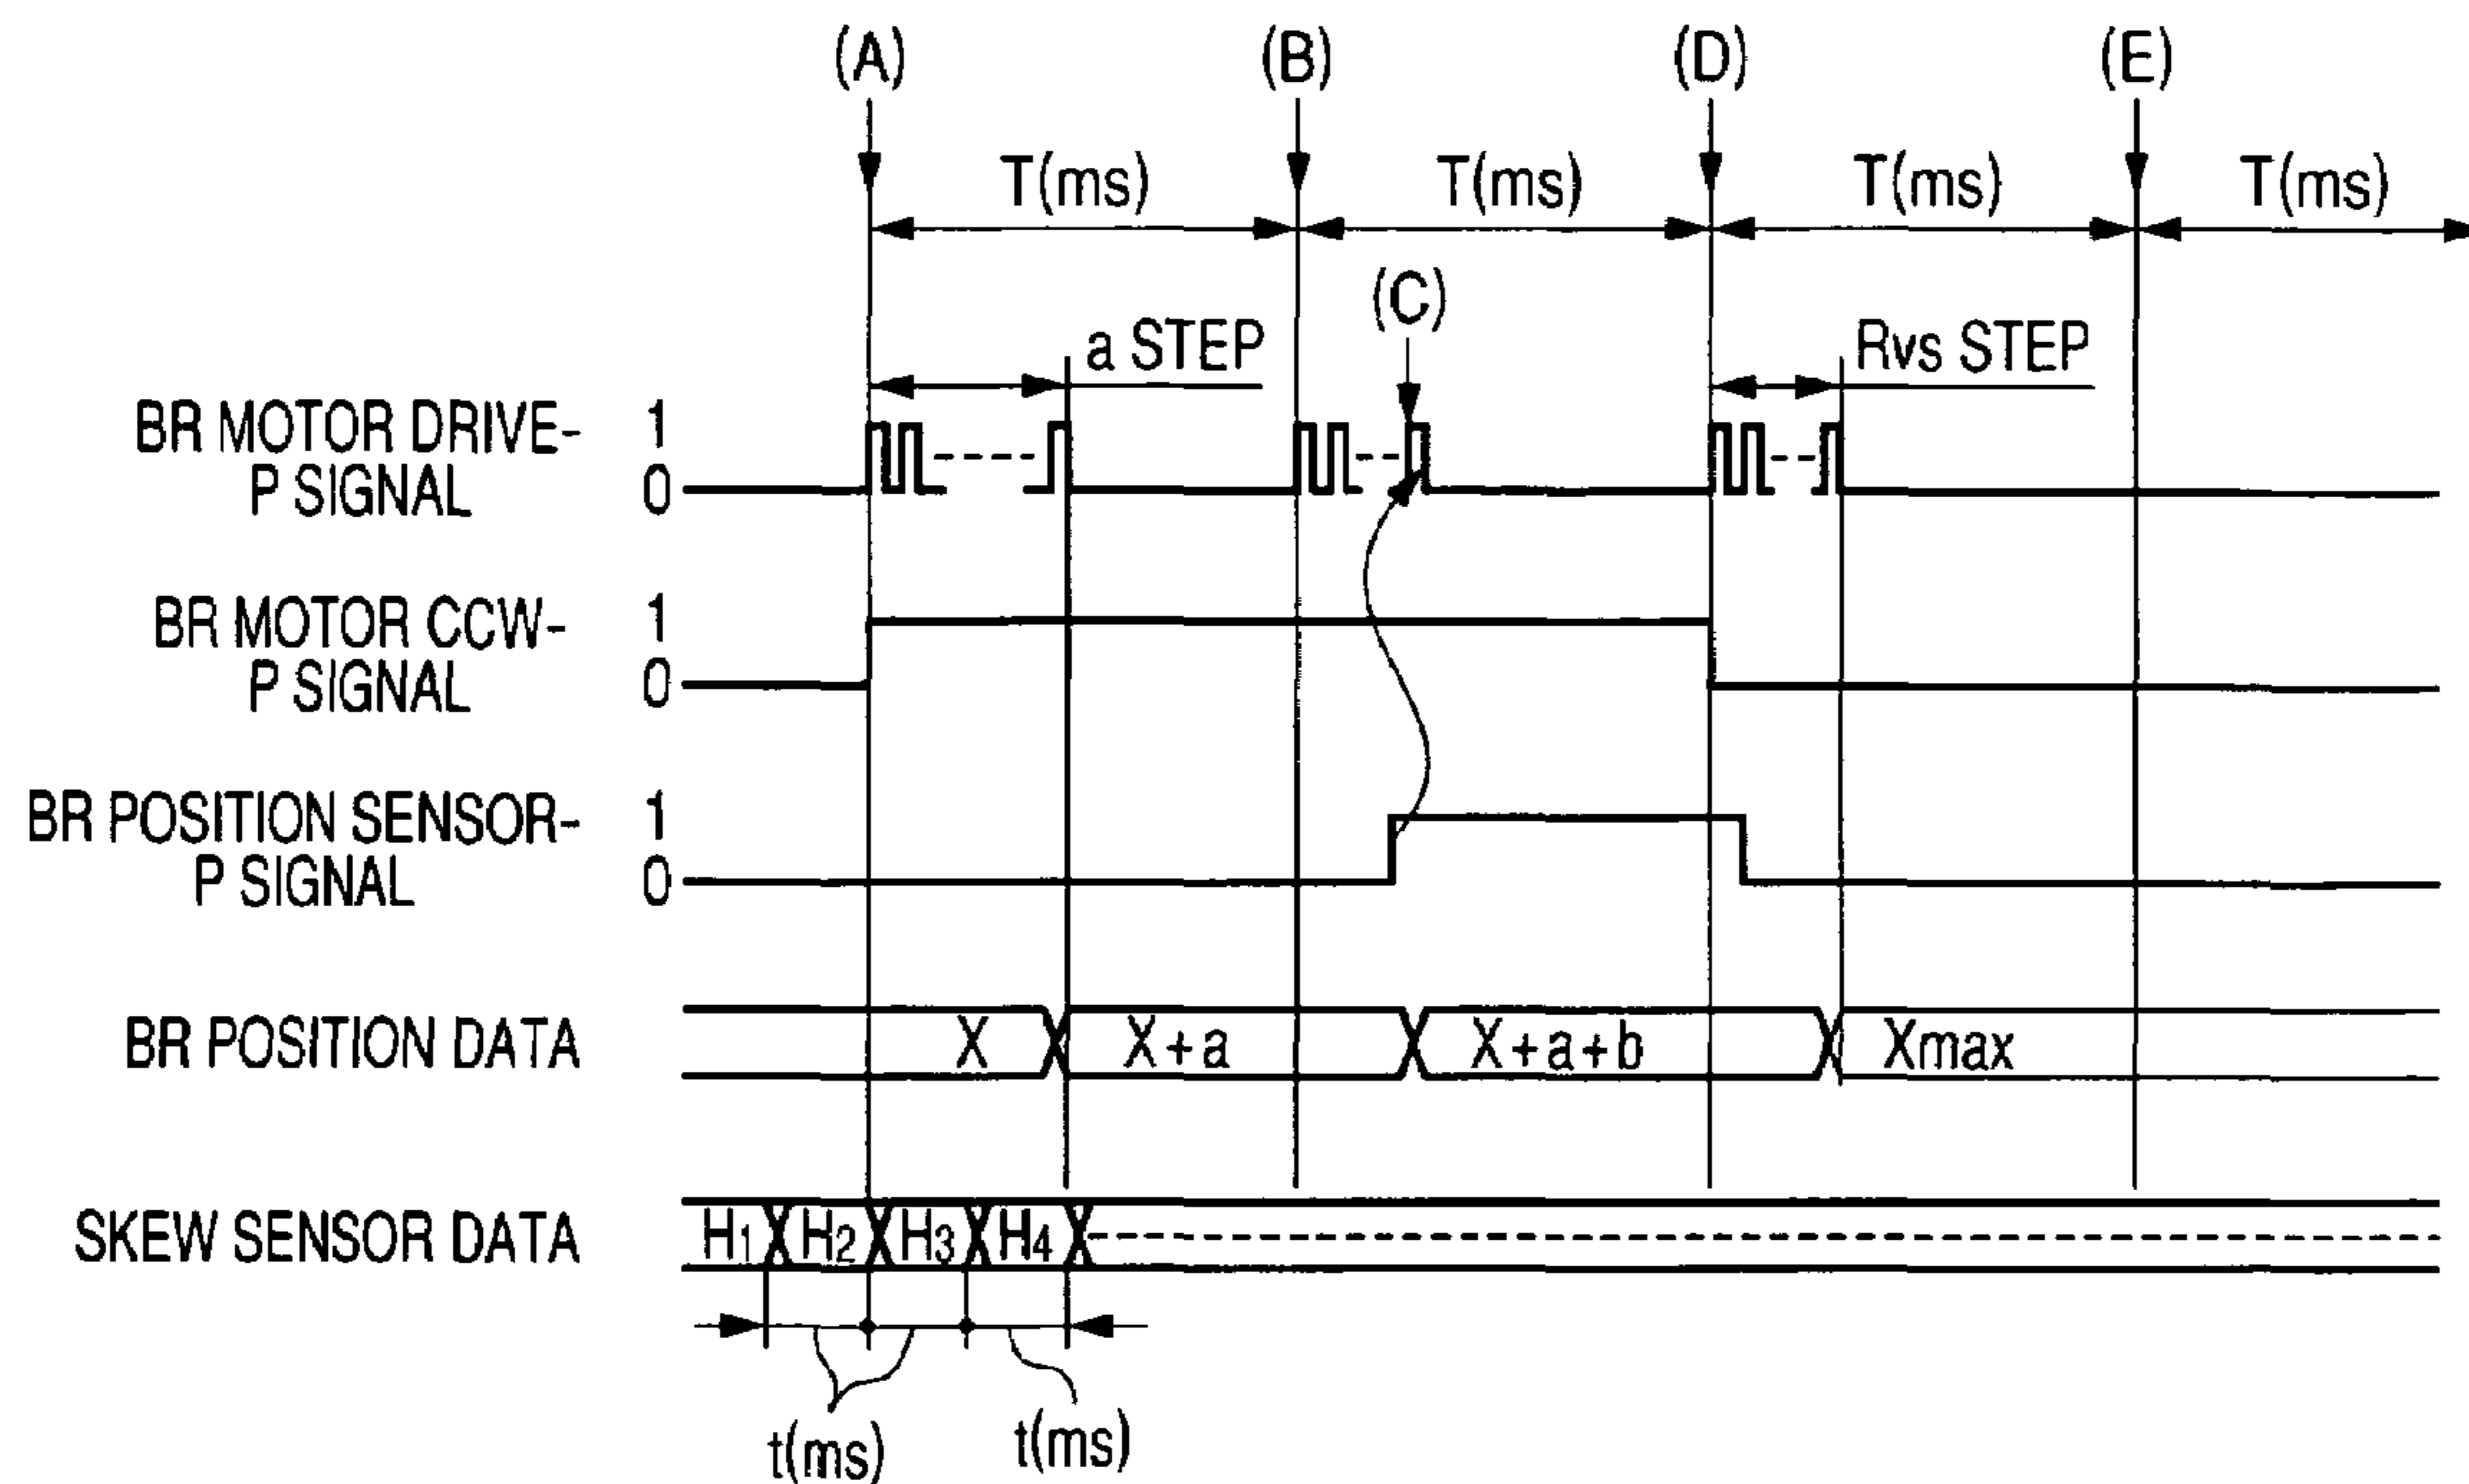 (A) (B) (D) (E)
T(ms) T(ms) T(ms) T(ms)
(C)
a STEP Rvs STEP
BR MOTOR DRIVE- 1
P SIGNAL 0
BR MOTOR CCW- 1
P SIGNAL 0
BR POSITION SENSOR- 1
P SIGNAL 0
BR POSITION DATA X X+a X+a+b Xmax
SKEW SENSOR DATA H1 H2 H3 H4
t(ms) t(ms)